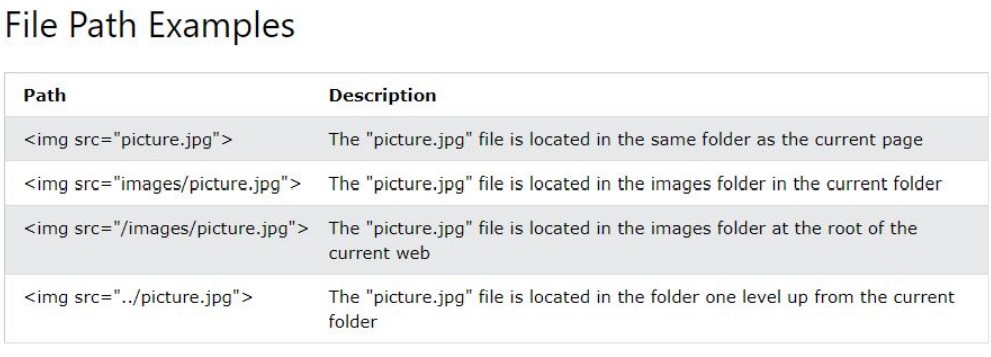 File Path Examples
Path Description
<img src="picture.jpg"> The "picture.jpg" file is located in the same folder as the current page
<img src="images/picture.jpg"> The "picture.jpg" file is located in the images folder in the current folder
<img src="/images/picture.jpg"> The "picture.jpg" file is located in the images folder at the root of the
current web
<img src="../picture.jpg"> The "picture.jpg" file is located in the folder one level up from the current
folder